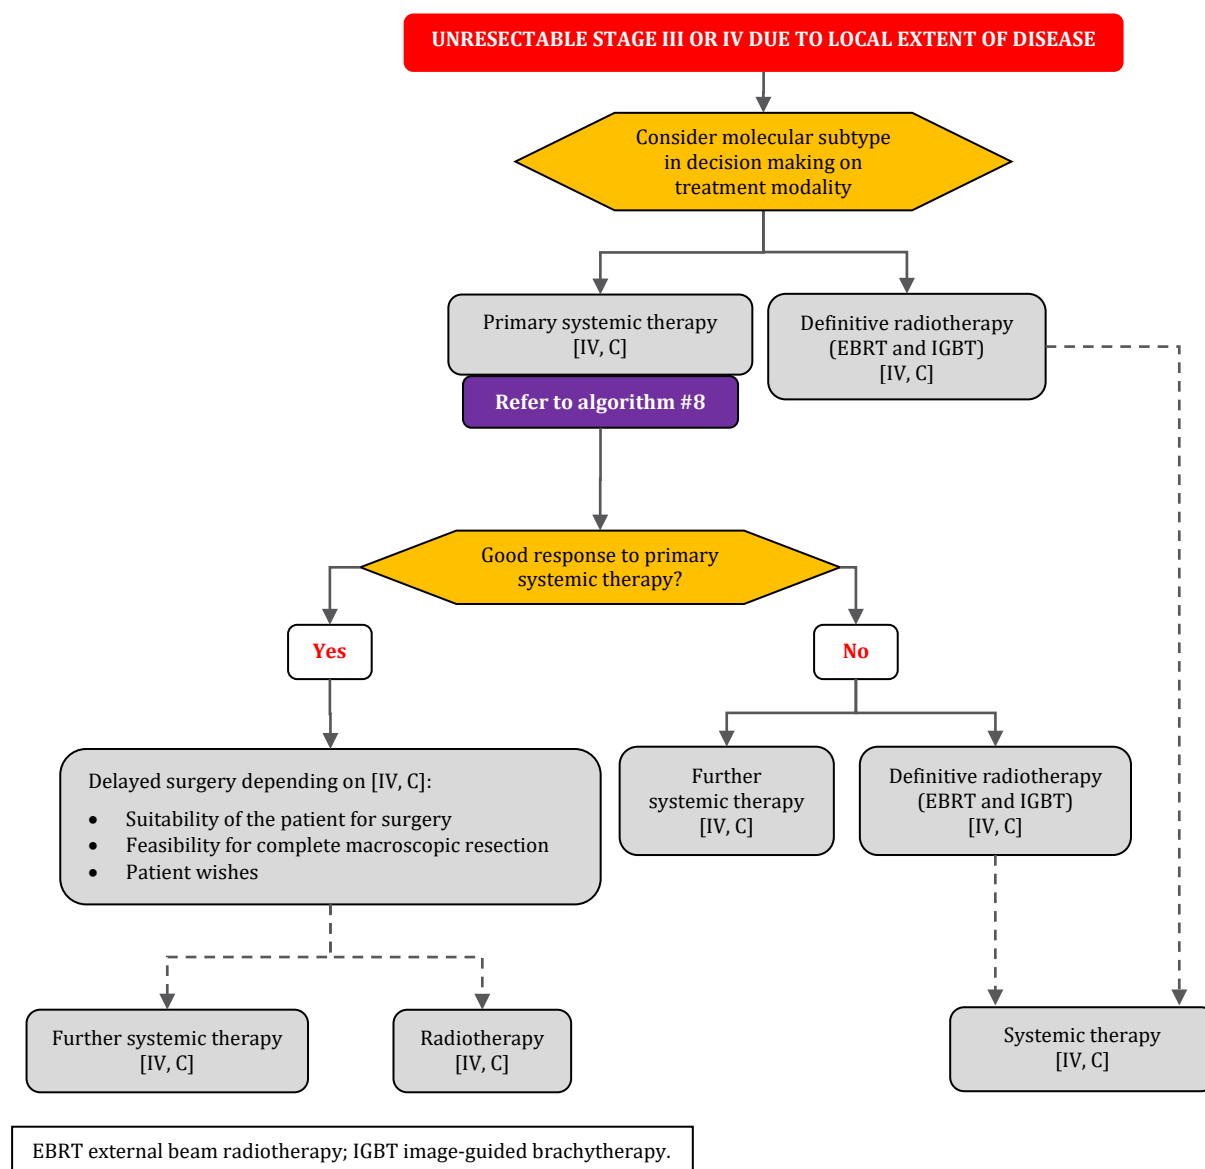 UNRESECTABLE STAGE III OR IV DUE TO LOCAL EXTENT OF DISEASE
Consider molecular subtype
in decision making on
treatment modality
Primary systemic therapy
[IV, C]
Refer to algorithm #8
Definitive radiotherapy
(EBRT and IGBT)
[IV, C]
Good response to primary
systemic therapy?
Yes
No
Delayed surgery depending on [IV, C]:
• Suitability of the patient for surgery
• Feasibility for complete macroscopic resection
• Patient wishes
Further
systemic therapy
[IV, C]
Definitive radiotherapy
(EBRT and IGBT)
[IV, C]
Further systemic therapy
[IV, C]
Radiotherapy
[IV, C]
Systemic therapy
[IV, C]
EBRT external beam radiotherapy; IGBT image-guided brachytherapy.